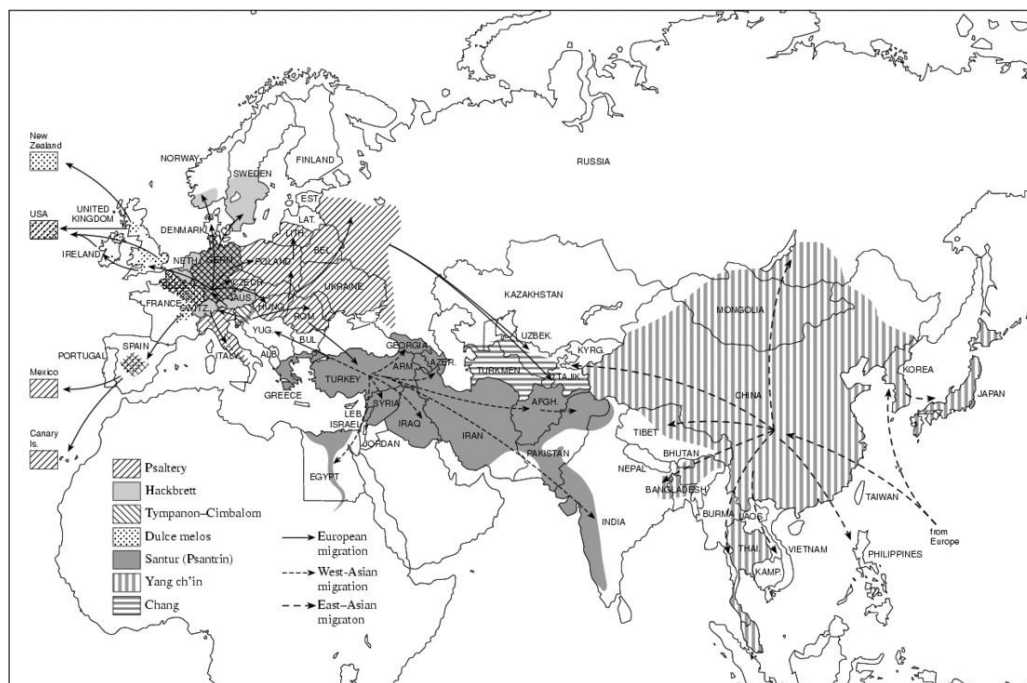 New
Zealand
USA
UNITED
KINGDOM
IRELAND
NORWAY
SWEDEN
FINLAND
RUSSIA
DENMARK
EST.
LAT.
LITH.
BEL.
NETH.
GERM.
POLAND
CZECH.
UKRAINE
FRANCE
SWITZ.
AUS.
HUNG.
ROM.
YUG.
BUL.
ITALY
ALB.
GREECE
PORTUGAL
SPAIN
Mexico
Canary
Is.
KAZAKHSTAN
UZBEK.
KYRG.
TURKMEN.
TAJIK.
GEORGIA
ARM.
AZER.
TURKEY
SYRIA
LEB.
ISRAEL
JORDAN
IRAQ
IRAN
EGYPT
AFGH.
PAKISTAN
INDIA
MONGOLIA
CHINA
KOREA
JAPAN
TIBET
NEPAL
BHUTAN
BANGLADESH
BURMA
LAOS
THAI.
VIETNAM
KAMP.
TAIWAN
PHILIPPINES
from
Europe
Psaltery
Hackbrett
Tympanon–Cimbalom
Dulce melos
Santur (Psantrin)
Yang ch'in
Chang
European
migration
West-Asian
migration
East–Asian
migraton